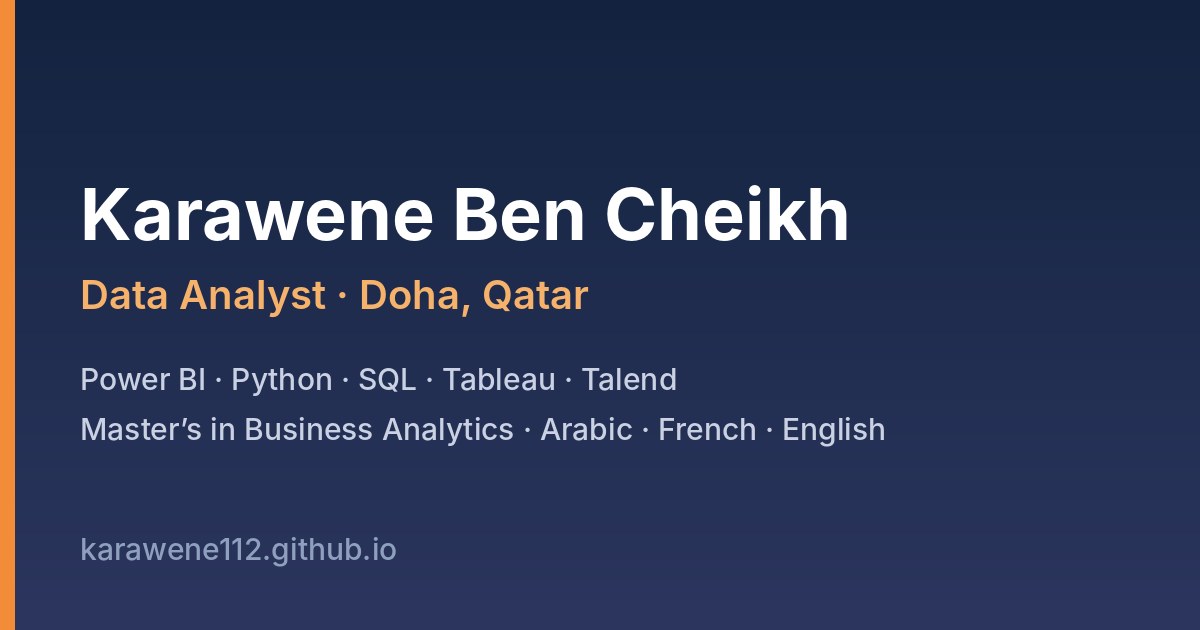 Karawene Ben Cheikh
Data Analyst · Doha, Qatar
Power BI · Python · SQL · Tableau · Talend
Master’s in Business Analytics · Arabic · French · English
karawene112.github.io